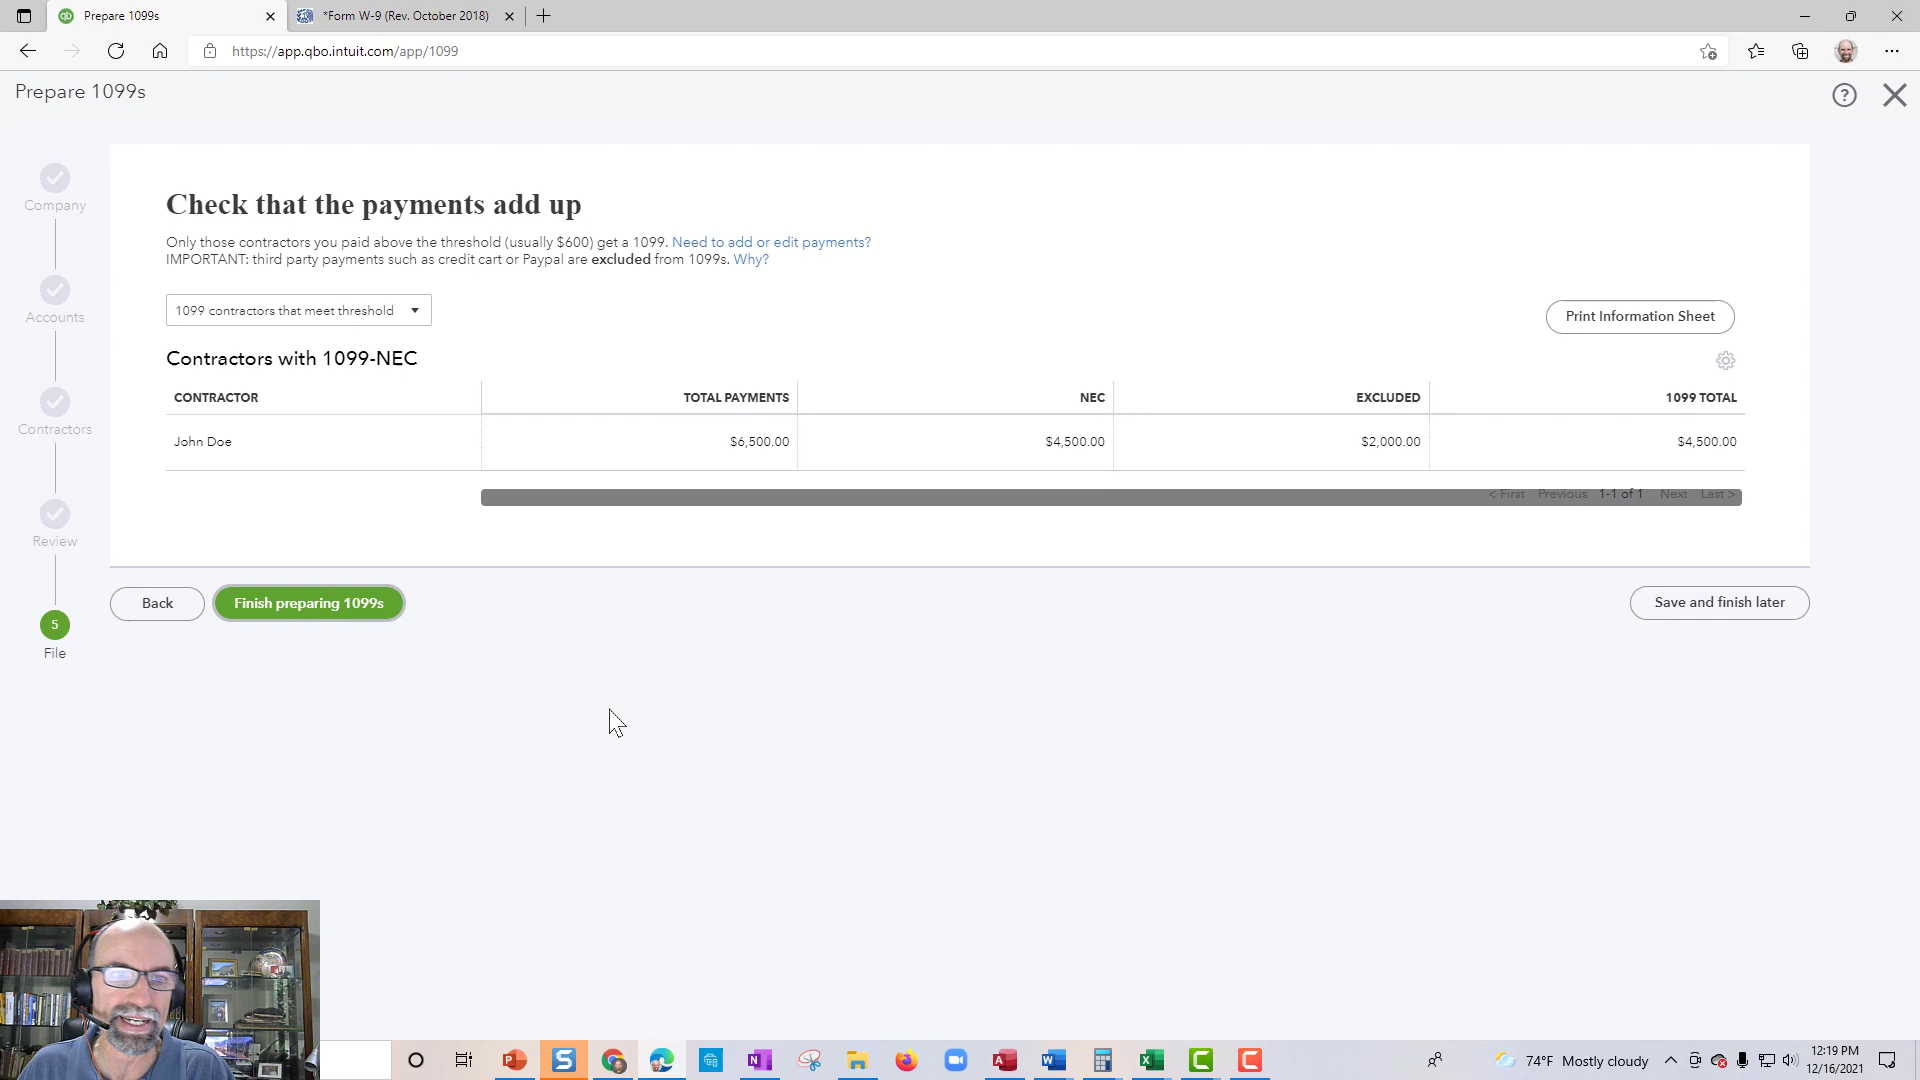 Prepare 1099s
*Form W-9 (Rev. October 2018)
https://app.qbo.intuit.com/app/1099
Prepare 1099s
Company
Accounts
Contractors
Review
5
File
Check that the payments add up
Only those contractors you paid above the threshold (usually $600) get a 1099. Need to add or edit payments?
IMPORTANT: third party payments such as credit cart or Paypal are excluded from 1099s. Why?
1099 contractors that meet threshold
Print Information Sheet
Contractors with 1099-NEC
CONTRACTOR TOTAL PAYMENTS NEC EXCLUDED 1099 TOTAL
John Doe $6,500.00 $4,500.00 $2,000.00 $4,500.00
< First Previous 1-1 of 1 Next Last >
Back
Finish preparing 1099s
Save and finish later
74°F Mostly cloudy
12:19 PM
12/16/2021